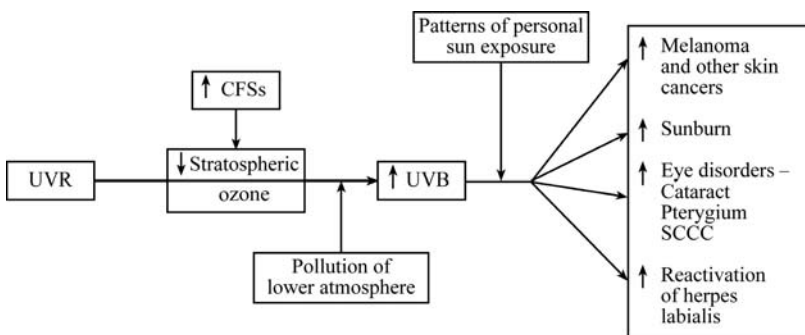 Patterns of personal
sun exposure
↑ CFSs
UVR
↓ Stratospheric
ozone
↑ UVB
Pollution of
lower atmosphere
↑ Melanoma
and other skin
cancers
↑ Sunburn
↑ Eye disorders –
Cataract
Pterygium
SCCC
↑ Reactivation
of herpes
labialis